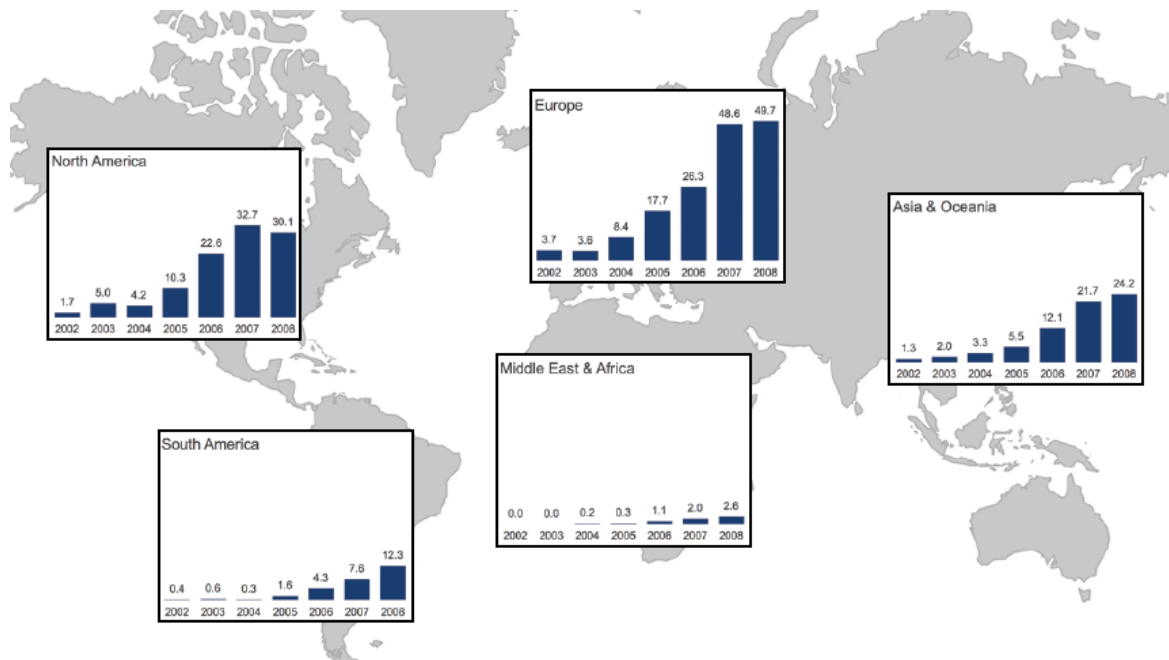 Europe
3.7 3.6 8.4 17.7 26.3 48.6 49.7
2002 2003 2004 2005 2006 2007 2008
North America
1.7 5.0 4.2 10.3 22.6 32.7 30.1
2002 2003 2004 2005 2006 2007 2008
Asia & Oceania
1.3 2.0 3.3 5.5 12.1 21.7 24.2
2002 2003 2004 2005 2006 2007 2008
Middle East & Africa
0.0 0.0 0.2 0.3 1.1 2.0 2.6
2002 2003 2004 2005 2006 2007 2008
South America
0.4 0.6 0.3 1.6 4.3 7.6 12.3
2002 2003 2004 2005 2006 2007 2008